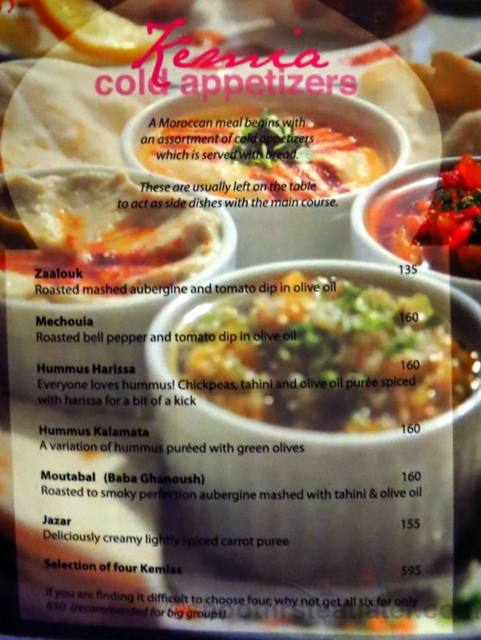 Kemia
cold appetizers
A Moroccan meal begins with
an assortment of cold appetizers
which is served with bread.
These are usually left on the table
to act as side dishes with the main course.
Zaalouk 135
Roasted mashed aubergine and tomato dip in olive oil
Mechouia 160
Roasted bell pepper and tomato dip in olive oil
Hummus Harissa 160
Everyone loves hummus! Chickpeas, tahini and olive oil purée spiced
with harissa for a bit of a kick
Hummus Kalamata 160
A variation of hummus puréed with green olives
Moutabal (Baba Ghanoush) 160
Roasted to smoky perfection aubergine mashed with tahini & olive oil
Jazar 155
Deliciously creamy lightly spiced carrot puree
Selection of four Kemias 595
If you are finding it difficult to choose four, why not get all six for only
850 (recommended for big groups)